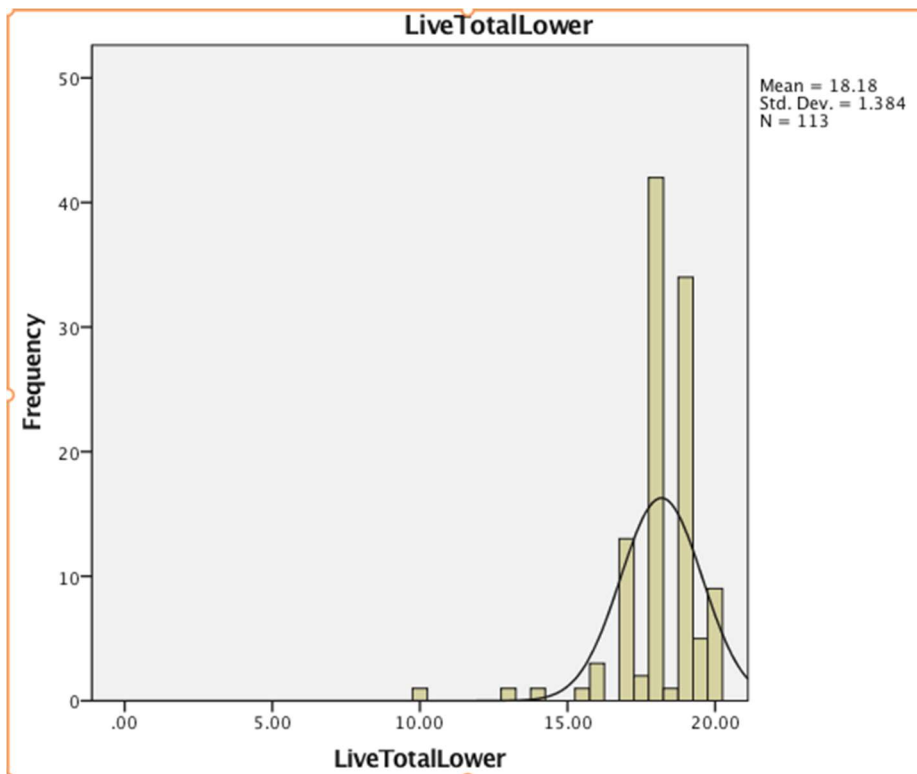 LiveTotalLower
Mean = 18.18
Std. Dev. = 1.384
N = 113
50
40
30
20
10
0
Frequency
.00
5.00
10.00
15.00
20.00
LiveTotalLower